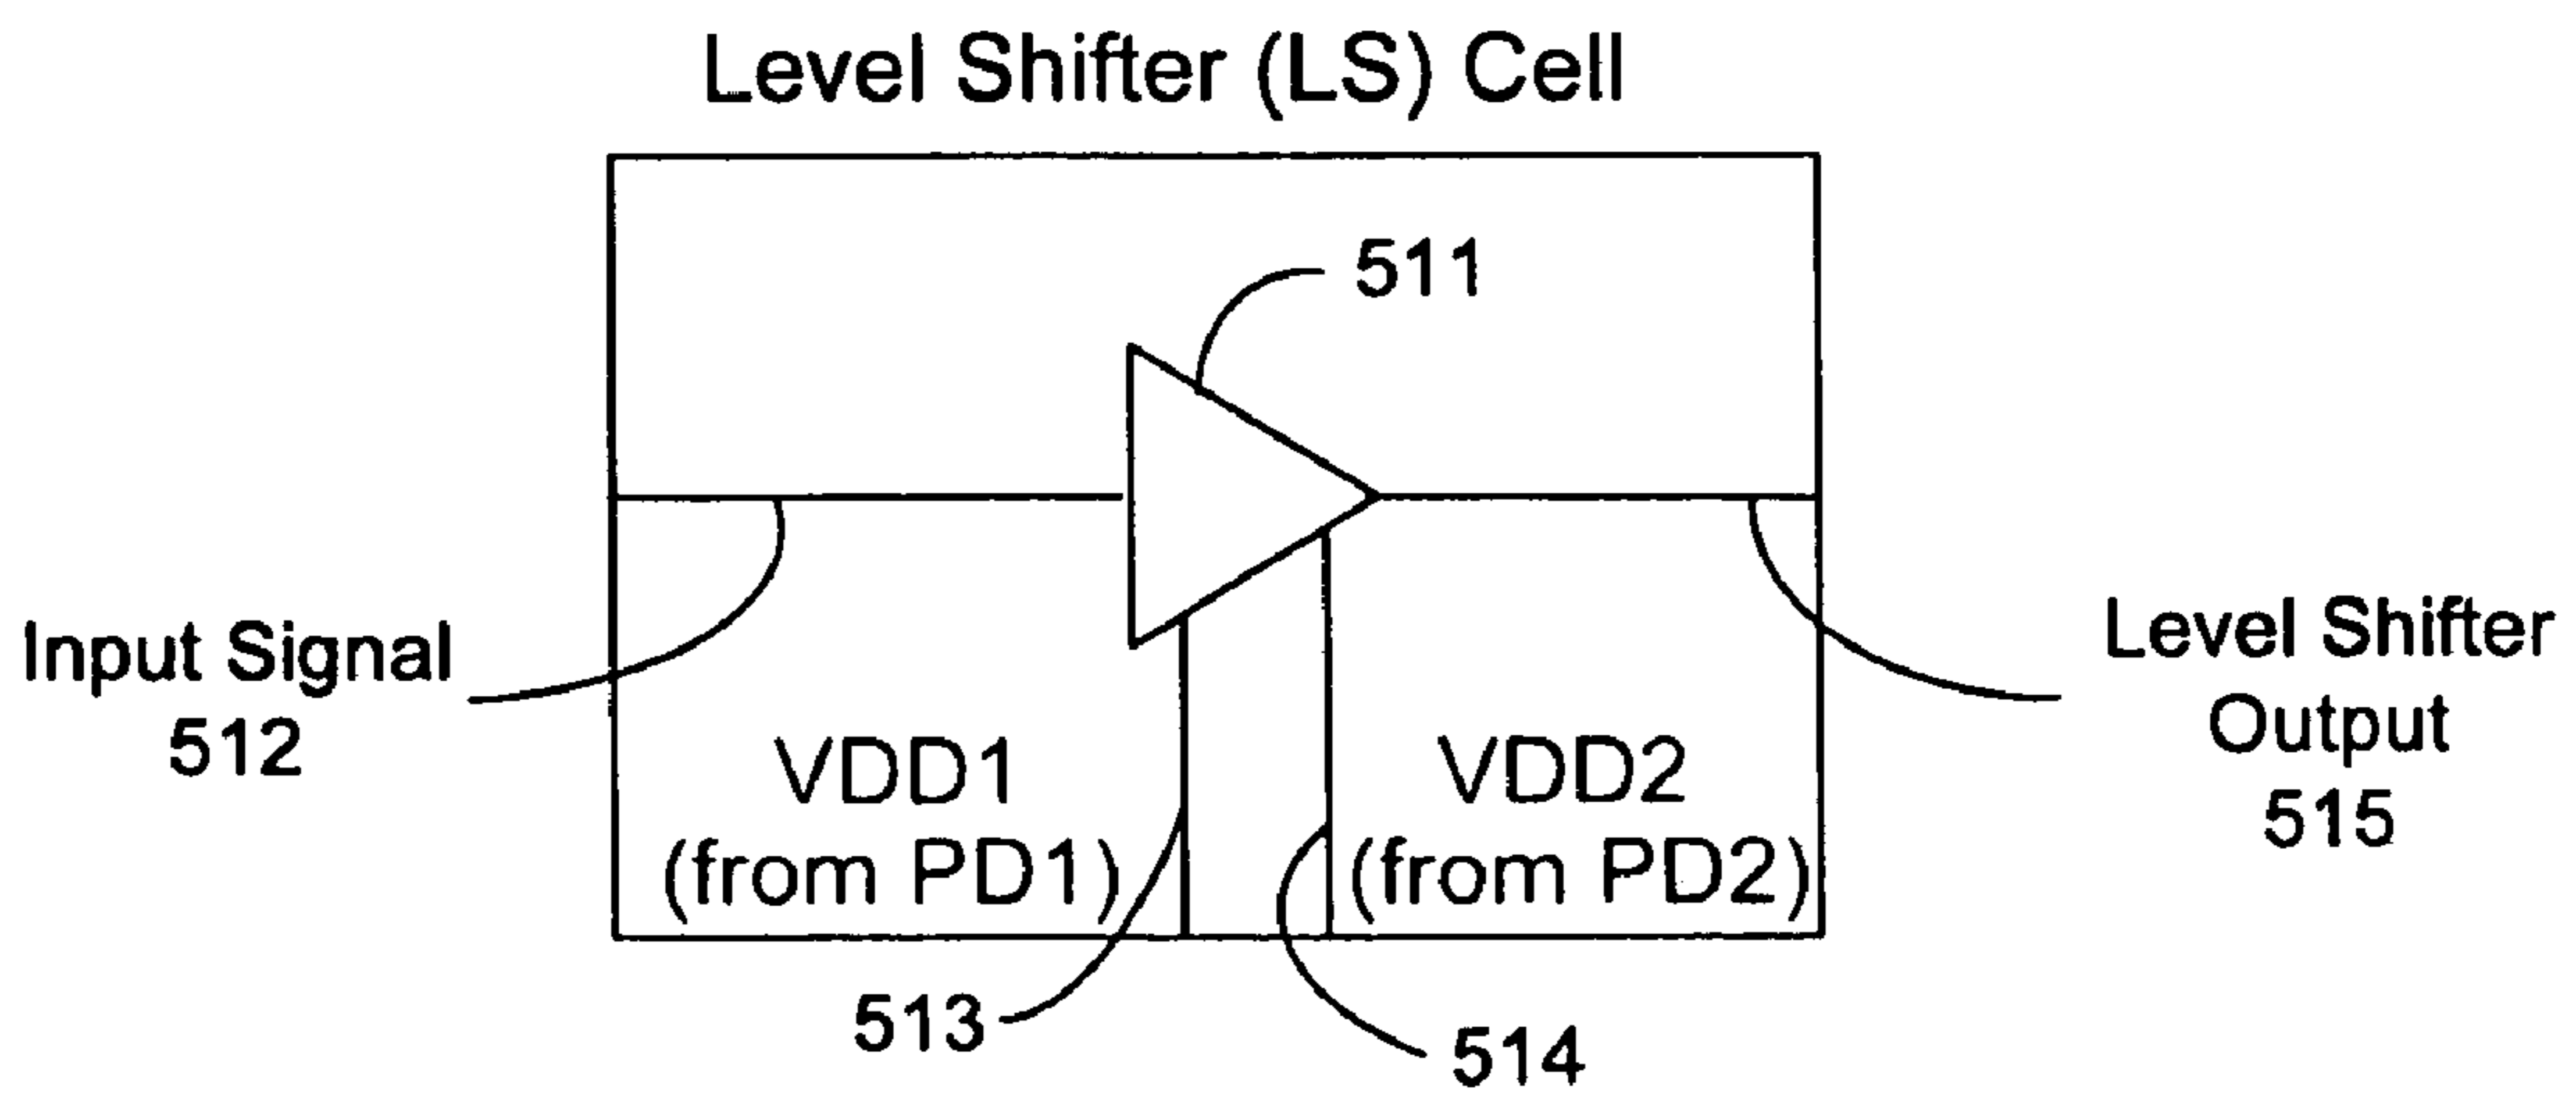 Level Shifter (LS) Cell
511
Input Signal
512
VDD1
(from PD1)
VDD2
(from PD2)
Level Shifter
Output
515
513
514